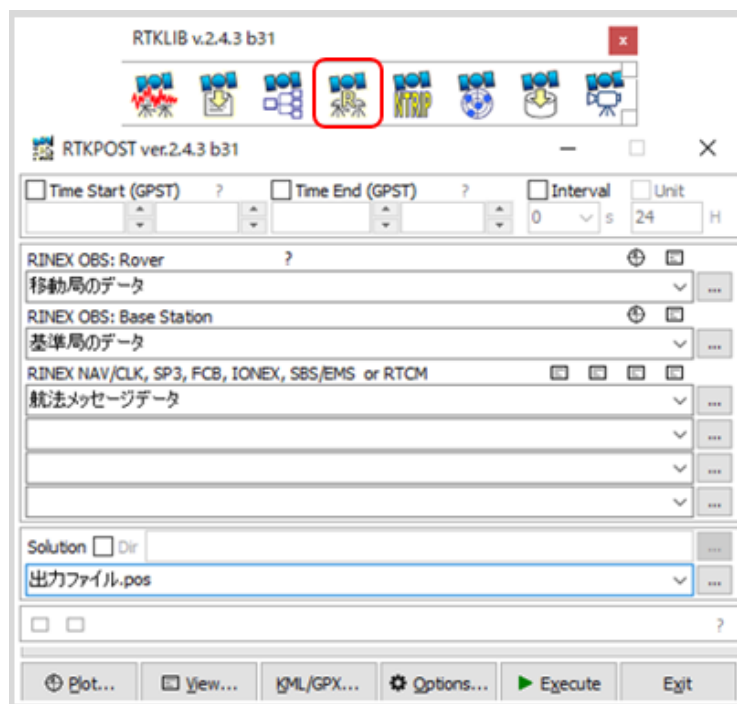 RTKLIB v.2.4.3 b31
x
R NTRIP
RTKPOST ver.2.4.3 b31
Time Start (GPST) ? Time End (GPST) ? Interval Unit
0 s 24 H
RINEX OBS: Rover ?
移動局のデータ ...
RINEX OBS: Base Station
基準局のデータ ...
RINEX NAV/CLK, SP3, FCB, IONEX, SBS/EMS or RTCM
航法メッセージデータ ...
...
...
...
Solution Dir ...
出力ファイル.pos ...
?
Plot... View... KML/GPX... Options... Execute Exit